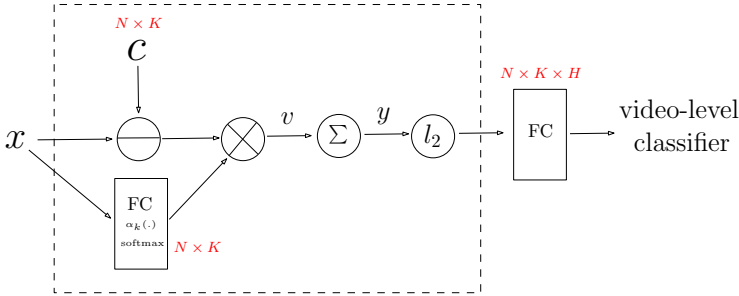 N × K
c
N × K × H
x
v
Σ
y
l₂
FC
video-level
classifier
FC
αₖ(.)
softmax
N × K